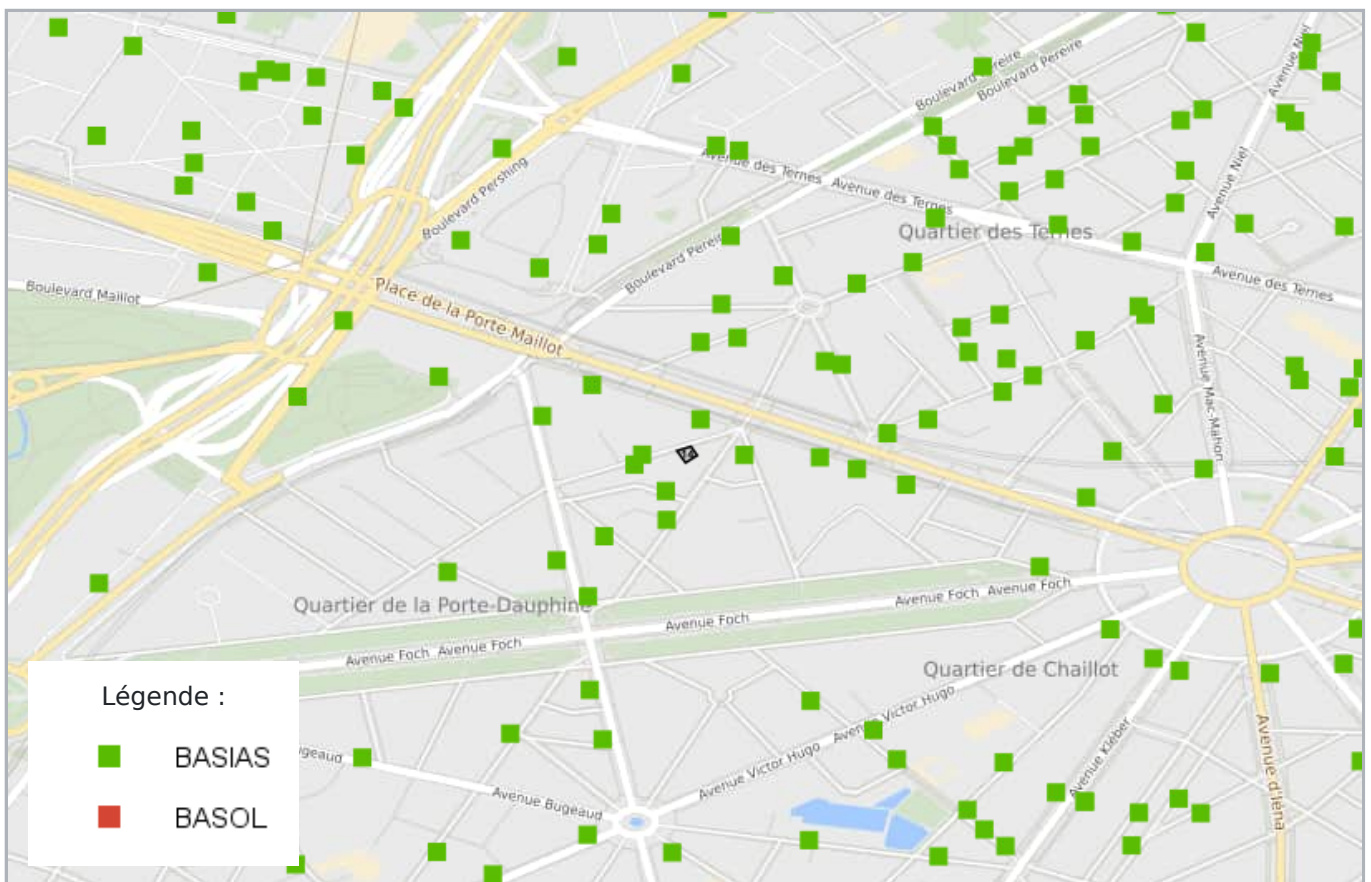 Boulevard Pereire
Boulevard Pereire
Avenue Niel
Boulevard Pershing
Avenue des Ternes Avenue des Ternes
Avenue Niel
Quartier des Ternes
Boulevard Pereire
Avenue des Ternes
Boulevard Maillot
Place de la Porte Maillot
Avenue Mac-Mahon
Quartier de la Porte-Dauphine
Avenue Foch Avenue Foch
Avenue Foch
Avenue Foch Avenue Foch
Quartier de Chaillot
Légende :
BASIAS
BASOL
ugeaud
Avenue Bugeaud
Avenue Victor Hugo Avenue Victor Hugo
Avenue Kléber
Avenue d'Iéna